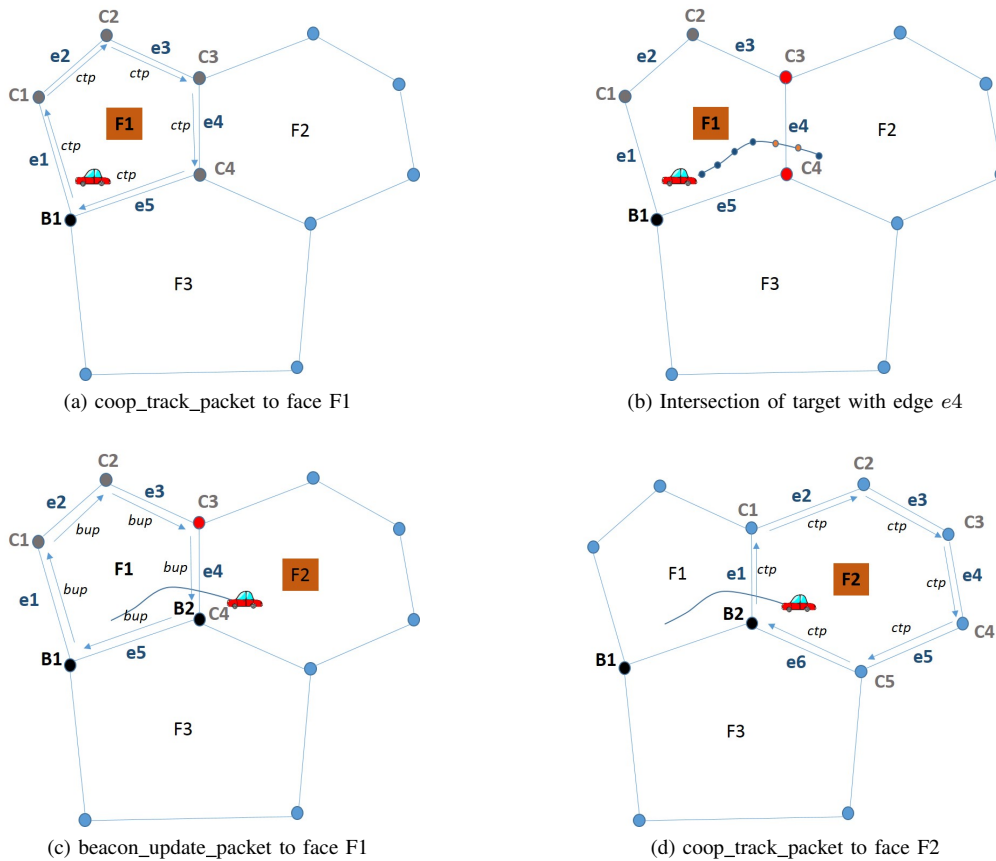 C2
e2
e3
C3
ctp
ctp
C1
F1
ctp
e4
F2
ctp
e1
ctp
C4
e5
B1
F3
(a) coop_track_packet to face F1
C2
e2
e3
C3
C1
F1
e4
F2
e1
C4
e5
B1
F3
(b) Intersection of target with edge e4
C2
e2
e3
C3
bup
bup
C1
F1
bup
e4
F2
bup
e1
bup
B2
C4
B1
e5
F3
(c) beacon_update_packet to face F1
C2
e2
e3
C1
ctp
ctp
C3
F1
e1
ctp
F2
ctp
e4
B2
ctp
ctp
C4
B1
e6
e5
C5
F3
(d) coop_track_packet to face F2